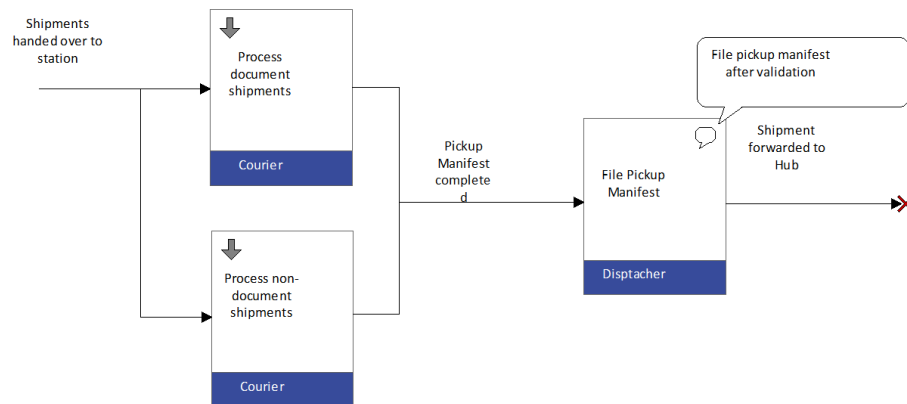 Shipments
handed over to
station
Process
document
shipments
Courier
Process non-
document
shipments
Courier
Pickup
Manifest
complete
d
File Pickup
Manifest
Disptacher
File pickup manifest
after validation
Shipment
forwarded to
Hub